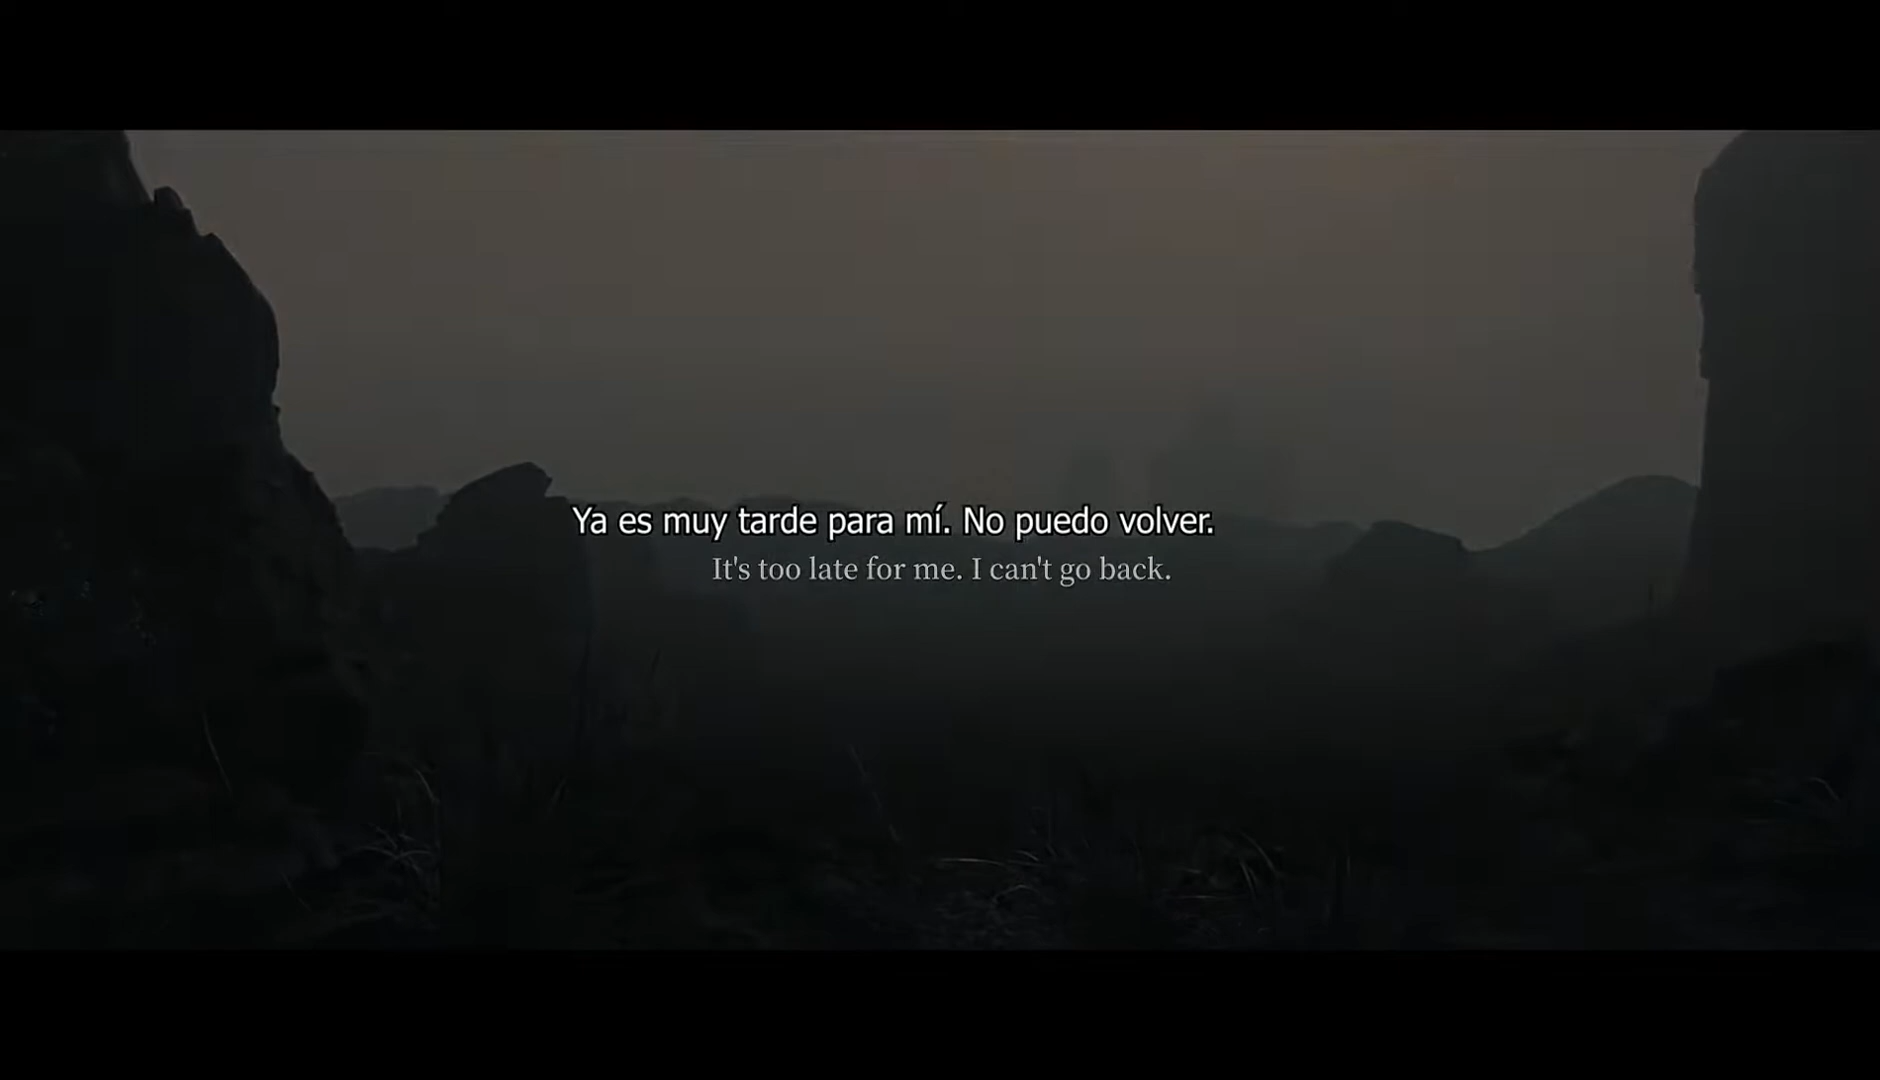 Ya es muy tarde para mí. No puedo volver.
It's too late for me. I can't go back.